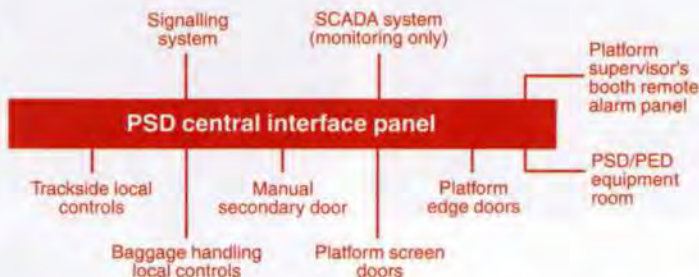 Signalling
system
SCADA system
(monitoring only)
Platform
supervisor's
booth remote
alarm panel
PSD central interface panel
Trackside local
controls
Manual
secondary door
Platform
edge doors
PSD/PED
equipment
room
Baggage handling
local controls
Platform screen
doors